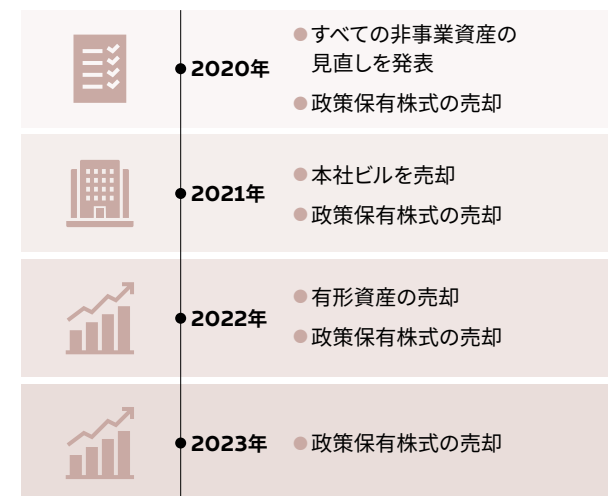 2020年
すべての非事業資産の
見直しを発表
政策保有株式の売却
2021年
本社ビルを売却
政策保有株式の売却
2022年
有形資産の売却
政策保有株式の売却
2023年
政策保有株式の売却